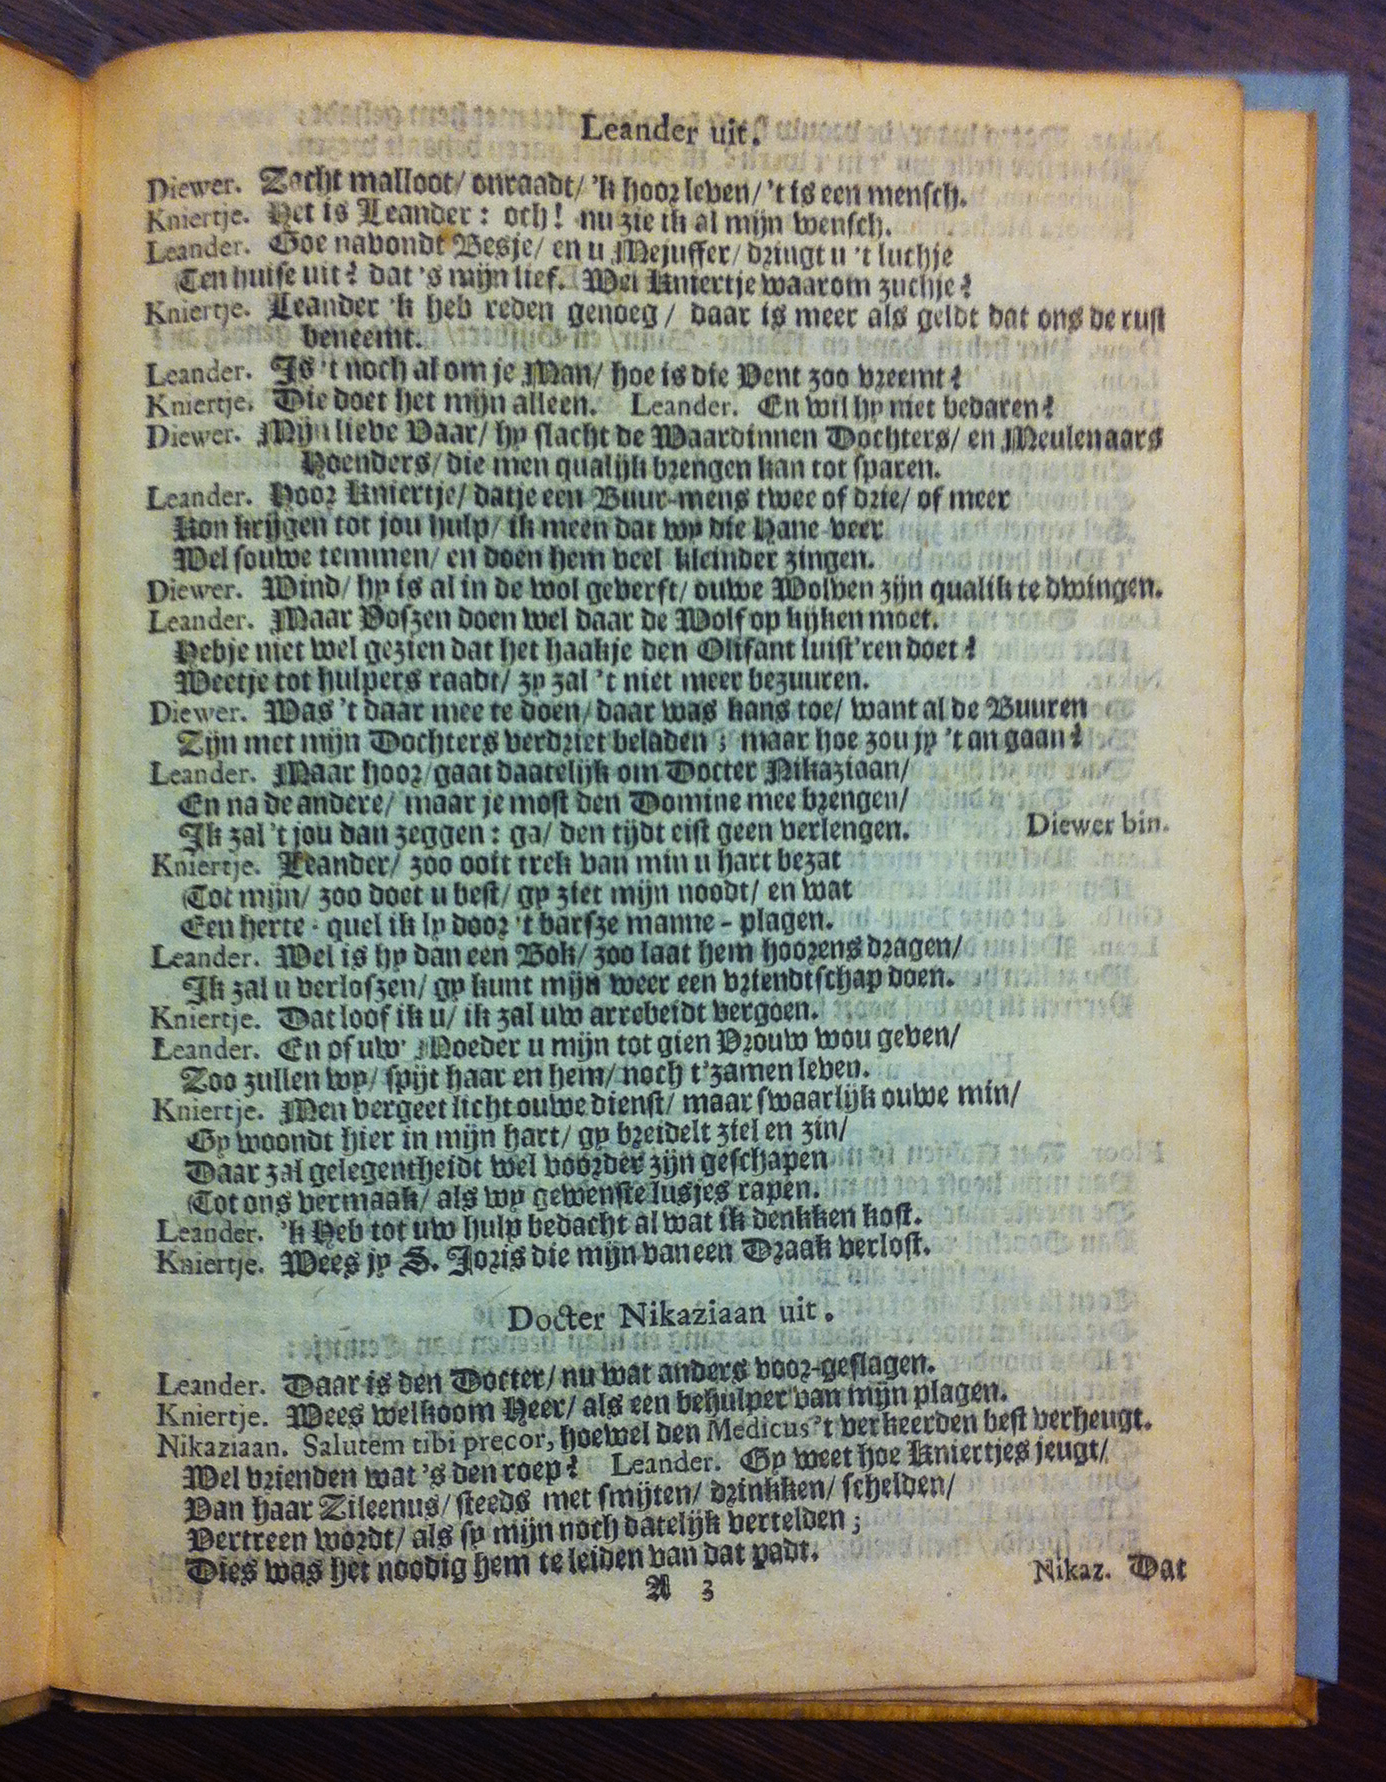 Leander uit.
Diewer. Zacht malloot/ onraadt/ 'k hoor leven/ 't is een mensch.
Kniertje. Het is Leander: och! nu zie ik al mijn wensch.
Leander. Goe navondt Besje/ en u Mejuffer/ dringt u 't luthje
Ten huise uit? dat 's mijn lief. Wel Kniertje waarom zuchje?
Kniertje. Leander 'k heb reden genoeg/ daar is meer als geldt dat ons de rust
beneemt.
Leander. Is 't noch al om je Man/ hoe is die Vent zoo vreemt?
Kniertje. Die doet het mijn alleen. Leander. En wil hy niet bedaren?
Diewer. Mijn lieve Vaar/ hy slacht de Waardinnen Dochters/ en Meulenaars
Hoenders/ die men qualijk brengen kan tot sparen.
Leander. Hoor Kniertje/ datje een Buur-mens twee of drie/ of meer
Kon krijgen tot jou hulp/ ik meen dat wy die Hane-veer
Wel souwe temmen/ en doen hem veel kleinder zingen.
Diewer. Wind/ hy is al in de wol geverft/ ouwe Wolven zijn qualik te dwingen.
Leander. Maar Voszen doen wel daar de Wolf op kijken moet.
Hebje niet wel gezien dat het haakje den Olifant luist'ren doet?
Weetje tot hulpers raadt/ zy zal 't niet meer bezuuren.
Diewer. Was 't daar mee te doen/ daar was kans toe/ want al de Buuren
Zijn met mijn Dochters verdriet beladen; maar hoe zou jy 't an gaan?
Leander. Maar hoor/ gaat daatelijk om Docter Nikaziaan/
En na de andere/ maar je most den Domine mee brengen/
Ik zal 't jou dan zeggen: ga/ den tijdt eist geen verlengen. Diewer bin.
Kniertje. Leander/ zoo ooit trek van min u hart bezat
Tot mijn/ zoo doet u best/ gy ziet mijn noodt/ en wat
Een herte-quel ik ly door 't barsze manne-plagen.
Leander. Wel is hy dan een Bok/ zoo laat hem hoorens dragen/
Ik zal u verloszen/ gy kunt mijn weer een vriendtschap doen.
Kniertje. Dat loof ik u/ ik zal uw arrebeidt vergoen.
Leander. En of uw' Moeder u mijn tot gien Vrouw wou geven/
Zoo zullen wy/ spijt haar en hem/ noch t'zamen leven.
Kniertje. Men vergeet licht ouwe dienst/ maar swaarlijk ouwe min/
Gy woondt hier in mijn hart/ gy breidelt ziel en zin/
Daar zal gelegentheidt wel voorder zijn geschapen
Tot ons vermaak/ als wy gewenste lusjes rapen.
Leander. 'k Heb tot uw hulp bedacht al wat ik denkken kost.
Kniertje. Wees jy S. Joris die mijn van een Draak verlost.
Docter Nikaziaan uit.
Leander. Daar is den Docter/ nu wat anders voor-geslagen.
Kniertje. Wees welkoom Heer/ als een behulper van mijn plagen.
Nikaziaan. Salutem tibi precor, hoewel den Medicus 't verkeerden best verheugt.
Wel vrienden wat 's den roep? Leander. Gy weet hoe Kniertjes jeugt/
Van haar Zileenus/ steeds met smijten/ drinkken/ schelden/
Vertreen wordt/ als sy mijn noch datelijk vertelden;
Dies was het noodig hem te leiden van dat padt.
A 3
Nikaz. Dat